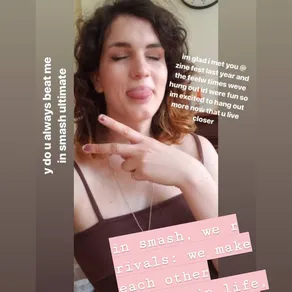 y do u always beat me
in smash ultimate
im glad i met you @
zine fest last year and
the feelw times weve
hung out irl were fun so
im excited to hang out
more now that u live
closer
in smash, we r
rivals: we make
each other
life.